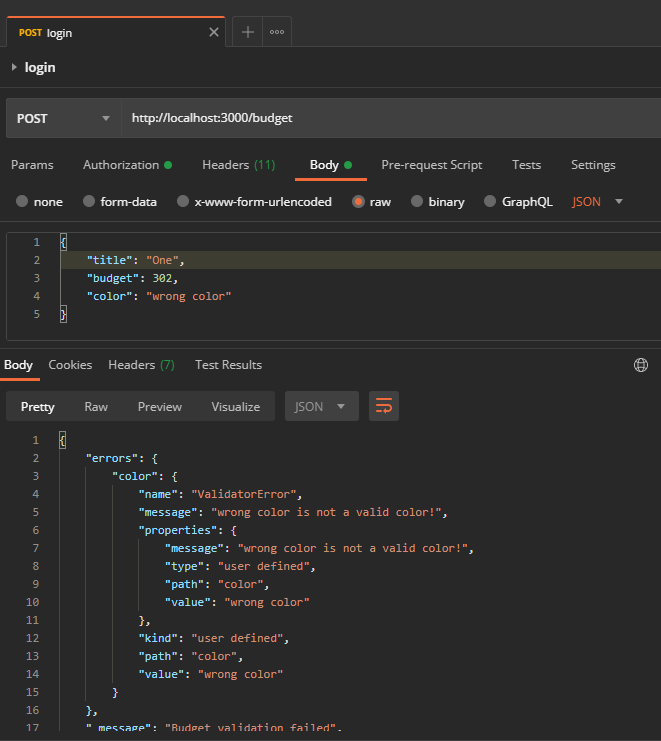 POST login
login
POST http://localhost:3000/budget
Params Authorization Headers (11) Body Pre-request Script Tests Settings
none form-data x-www-form-urlencoded raw binary GraphQL JSON
1 {
2 "title": "One",
3 "budget": 302,
4 "color": "wrong color"
5 }
Body Cookies Headers (7) Test Results
Pretty Raw Preview Visualize JSON
1 {
2 "errors": {
3 "color": {
4 "name": "ValidatorError",
5 "message": "wrong color is not a valid color!",
6 "properties": {
7 "message": "wrong color is not a valid color!",
8 "type": "user defined",
9 "path": "color",
10 "value": "wrong color"
11 },
12 "kind": "user defined",
13 "path": "color",
14 "value": "wrong color"
15 }
16 },
17 "_message": "Budget validation failed",